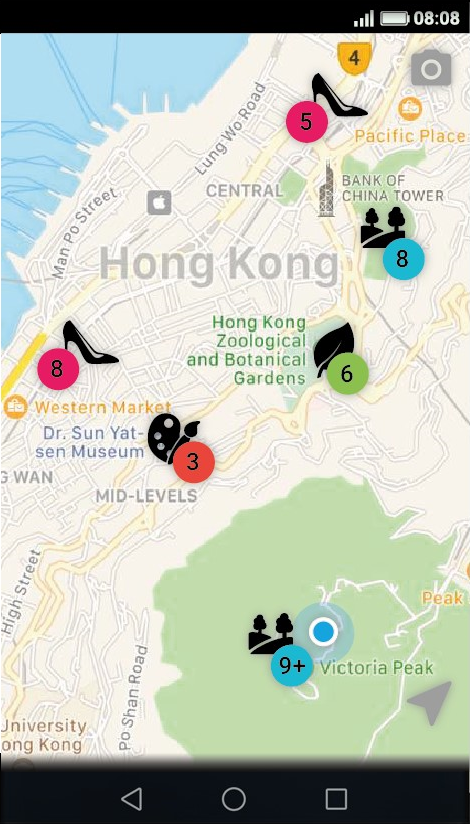 08:08
4
5
Lung Wo Road
Pacific Place
CENTRAL
BANK OF
CHINA TOWER
Man Po Street
8
Hong Kong
Hong Kong
Zoological
and Botanical
Gardens
6
8
Western Market
Dr. Sun Yat-
sen Museum
3
G WAN
MID-LEVELS
High Street
Peak
9+
Victoria Peak
Po Shan Road
University
ong Kong